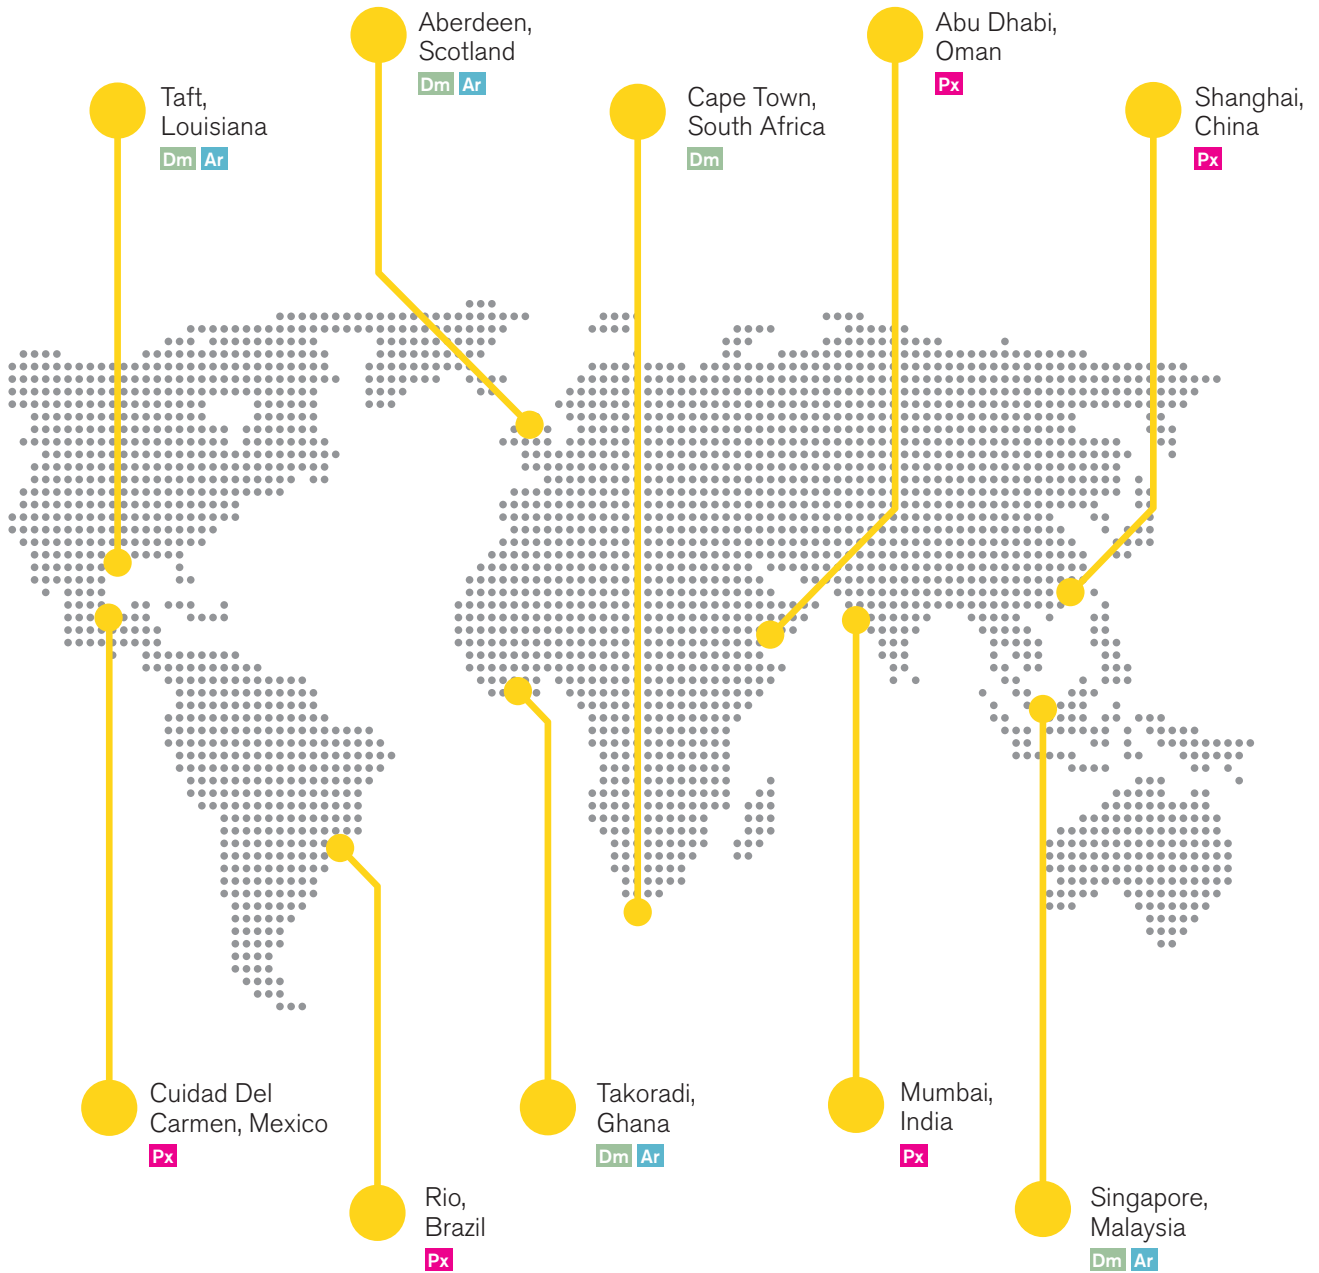 Aberdeen,
Scotland
Dm Ar
Abu Dhabi,
Oman
Px
Taft,
Louisiana
Dm Ar
Cape Town,
South Africa
Dm
Shanghai,
China
Px
Cuidad Del
Carmen, Mexico
Px
Takoradi,
Ghana
Dm Ar
Mumbai,
India
Px
Rio,
Brazil
Px
Singapore,
Malaysia
Dm Ar